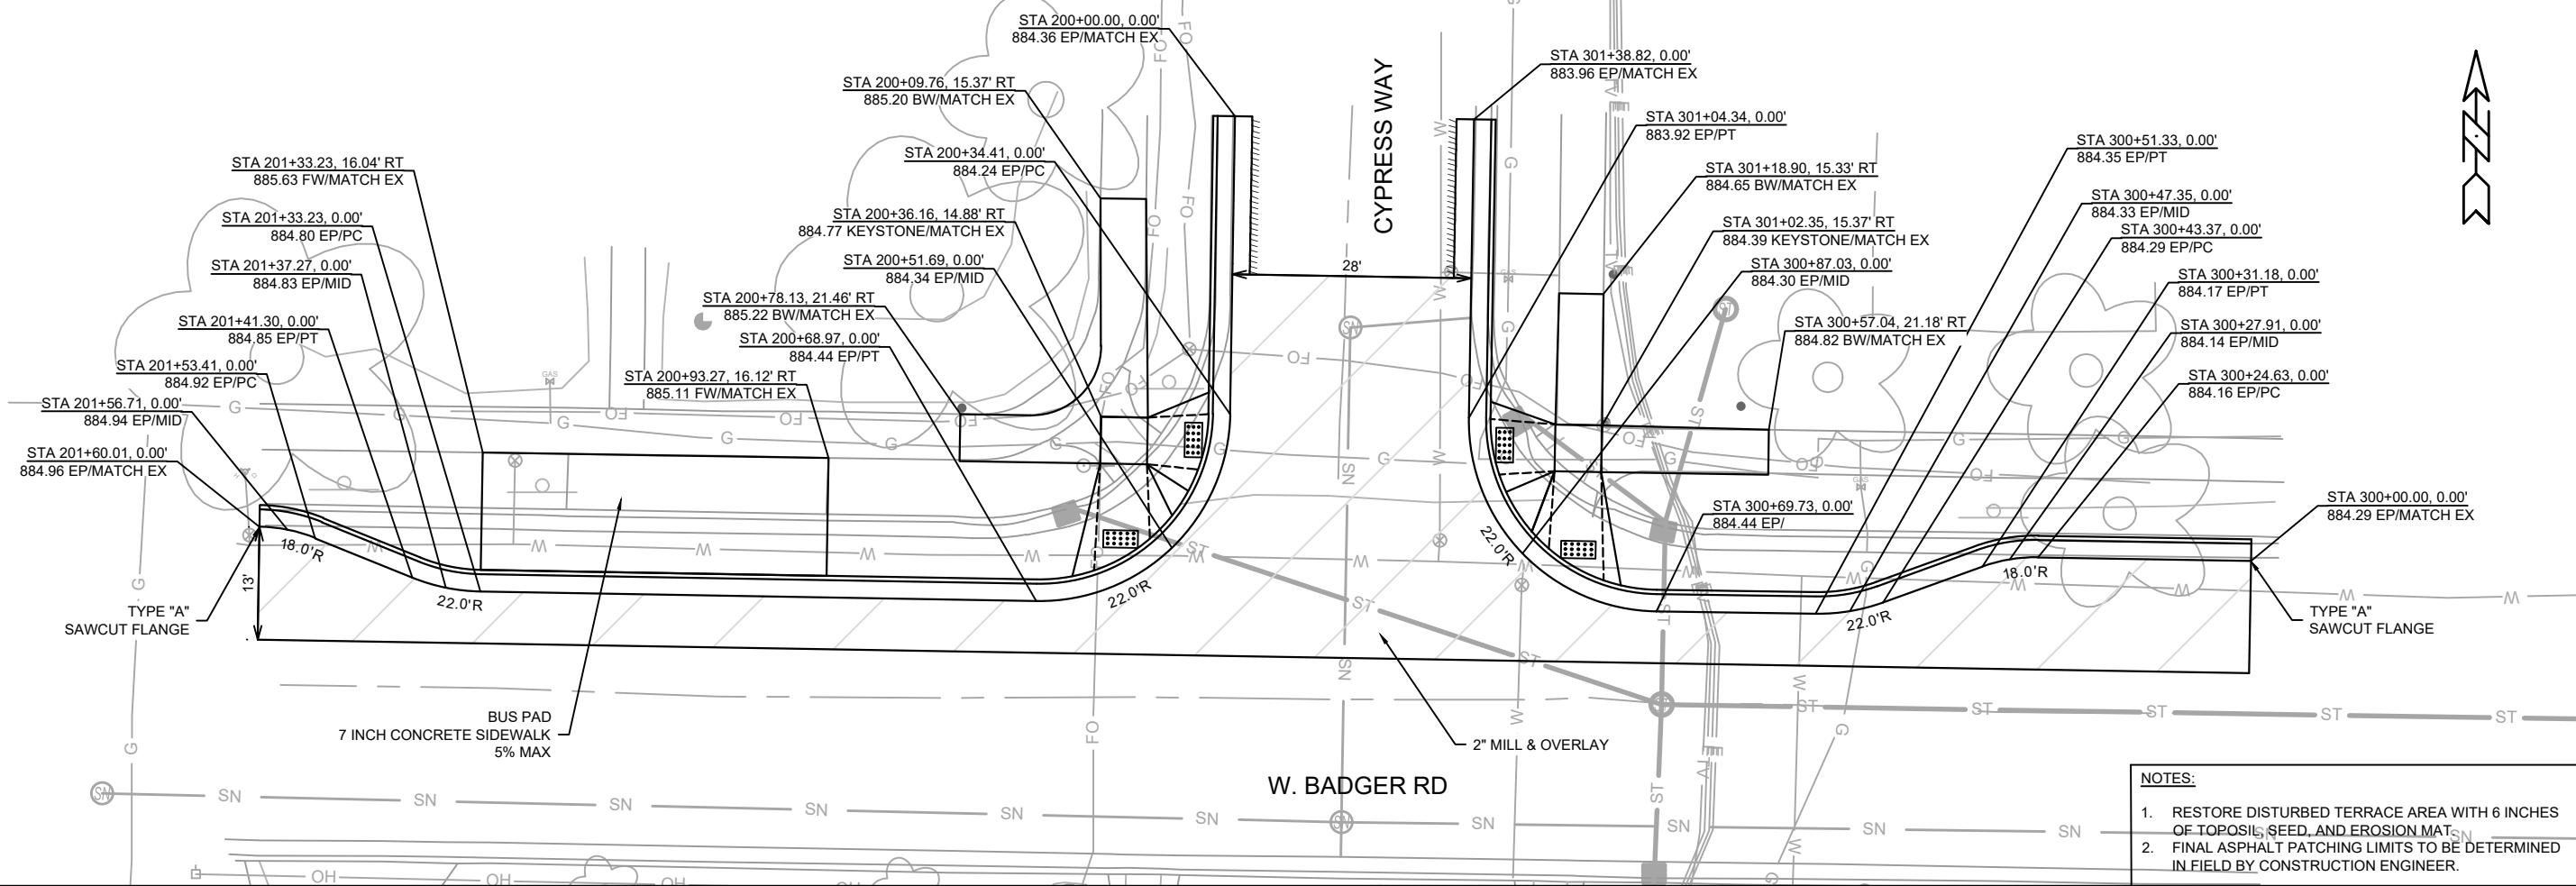 STA 200+00.00, 0.00'
884.36 EP/MATCH EX
STA 200+09.76, 15.37' RT
885.20 BW/MATCH EX
STA 200+34.41, 0.00'
884.24 EP/PC
STA 200+36.16, 14.88' RT
884.77 KEYSTONE/MATCH EX
STA 200+51.69, 0.00'
884.34 EP/MID
STA 200+78.13, 21.46' RT
885.22 BW/MATCH EX
STA 200+68.97, 0.00'
884.44 EP/PT
STA 200+93.27, 16.12' RT
885.11 FW/MATCH EX
STA 201+33.23, 16.04' RT
885.63 FW/MATCH EX
STA 201+33.23, 0.00'
884.80 EP/PC
STA 201+37.27, 0.00'
884.83 EP/MID
STA 201+41.30, 0.00'
884.85 EP/PT
STA 201+53.41, 0.00'
884.92 EP/PC
STA 201+56.71, 0.00'
884.94 EP/MID
STA 201+60.01, 0.00'
884.96 EP/MATCH EX
CYPRESS WAY
28'
STA 301+38.82, 0.00'
883.96 EP/MATCH EX
STA 301+04.34, 0.00'
883.92 EP/PT
STA 301+18.90, 15.33' RT
884.65 BW/MATCH EX
STA 301+02.35, 15.37' RT
884.39 KEYSTONE/MATCH EX
STA 300+87.03, 0.00'
884.30 EP/MID
STA 300+57.04, 21.18' RT
884.82 BW/MATCH EX
STA 300+69.73, 0.00'
884.44 EP/
STA 300+51.33, 0.00'
884.35 EP/PT
STA 300+47.35, 0.00'
884.33 EP/MID
STA 300+43.37, 0.00'
884.29 EP/PC
STA 300+31.18, 0.00'
884.17 EP/PT
STA 300+27.91, 0.00'
884.14 EP/MID
STA 300+24.63, 0.00'
884.16 EP/PC
STA 300+00.00, 0.00'
884.29 EP/MATCH EX
N
18.0'R
22.0'R
22.0'R
22.0'R
22.0'R
18.0'R
13'
TYPE "A"
SAWCUT FLANGE
TYPE "A"
SAWCUT FLANGE
BUS PAD
7 INCH CONCRETE SIDEWALK
5% MAX
2" MILL & OVERLAY
W. BADGER RD
NOTES:
1. RESTORE DISTURBED TERRACE AREA WITH 6 INCHES
OF TOPOSIL, SEED, AND EROSION MAT.
2. FINAL ASPHALT PATCHING LIMITS TO BE DETERMINED
IN FIELD BY CONSTRUCTION ENGINEER.